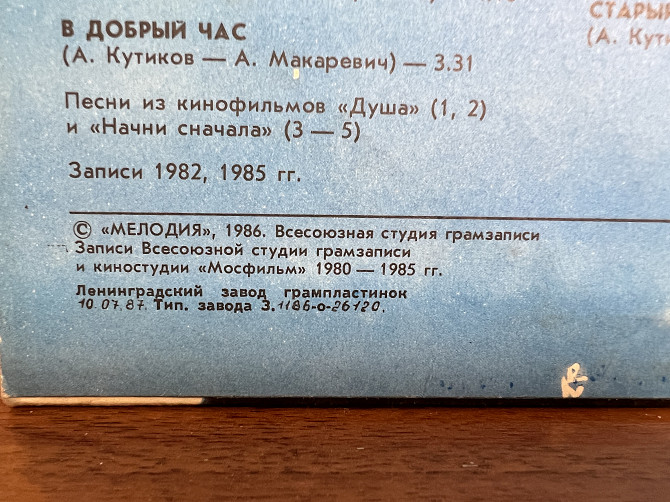 В ДОБРЫЙ ЧАС
(А. Кутиков — А. Макаревич) — 3.31
Песни из кинофильмов «Душа» (1, 2)
и «Начни сначала» (3 — 5)
Записи 1982, 1985 гг.
СТАРЫ
(А. Кути
© «МЕЛОДИЯ», 1986. Всесоюзная студия грамзаписи
Записи Всесоюзной студии грамзаписи
и киностудии «Мосфильм» 1980 — 1985 гг.
Ленинградский завод грампластинок
10.07.87. Тип. завода З.1186-о-26120.